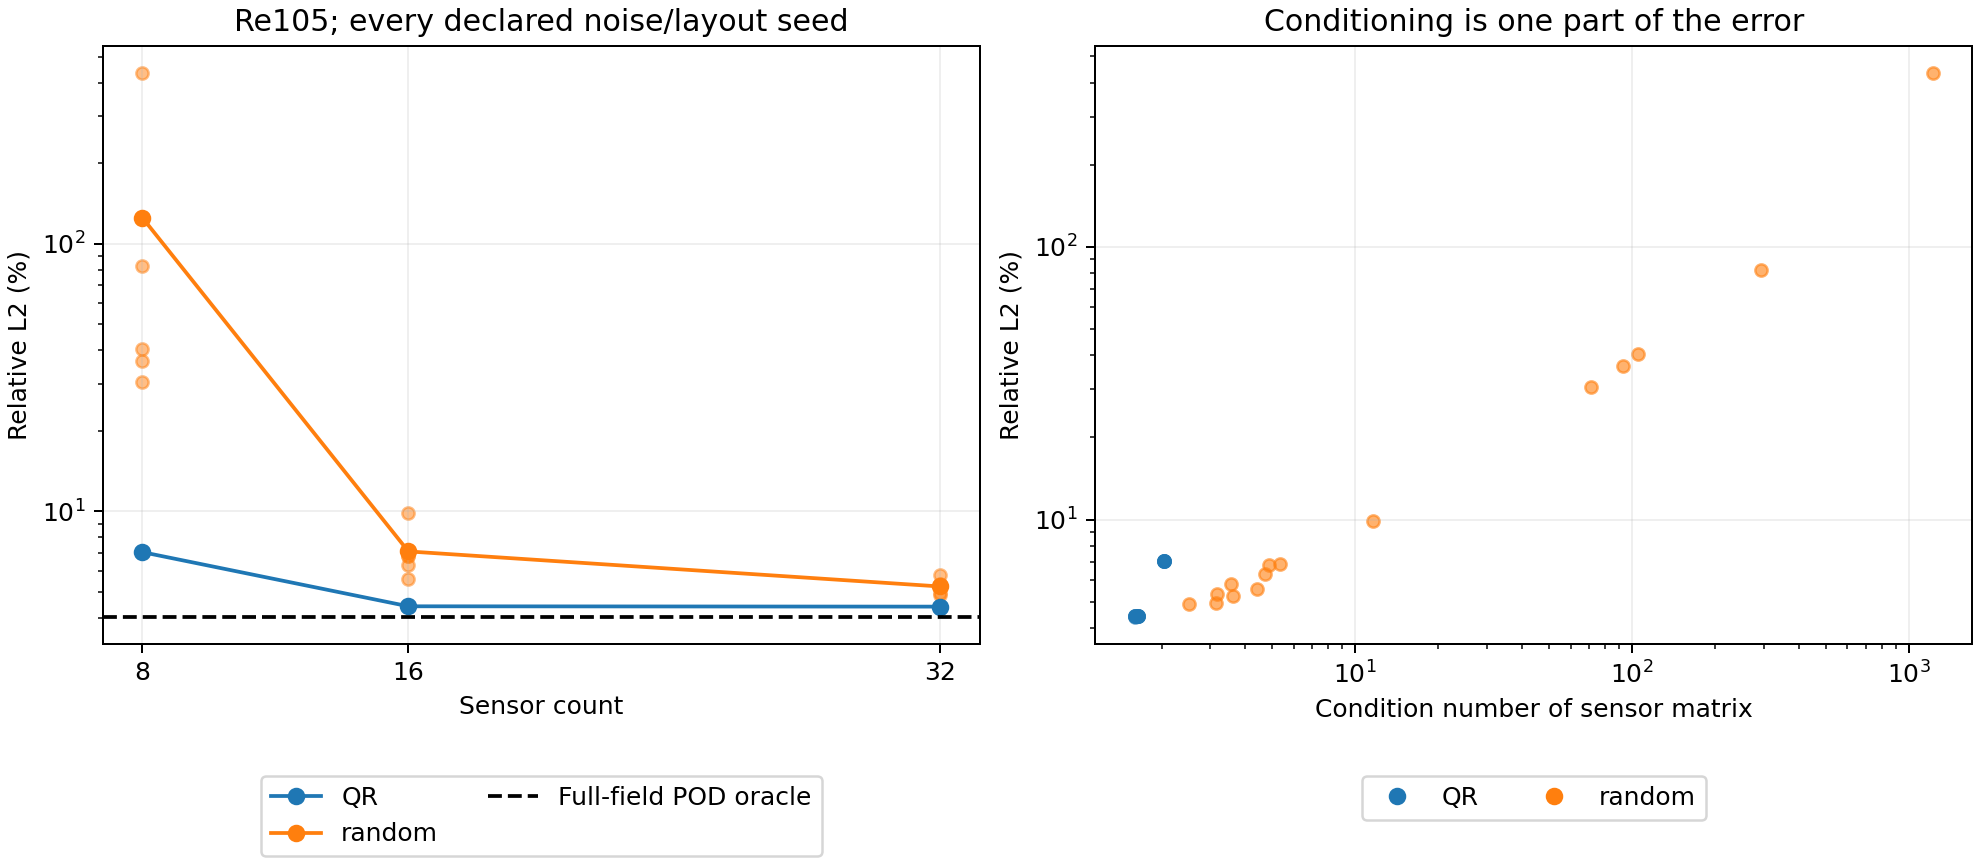 Re105; every declared noise/layout seed
Relative L2 (%)
10²
10¹
8
16
32
Sensor count
QR
random
Full-field POD oracle
Conditioning is one part of the error
Relative L2 (%)
10²
10¹
10¹
10²
10³
Condition number of sensor matrix
QR
random